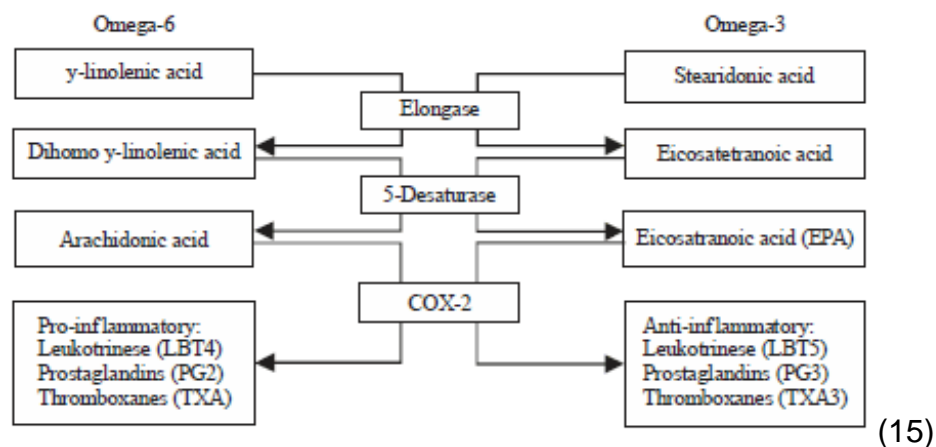 Omega-6
Omega-3
y-linolenic acid
Stearidonic acid
Elongase
Dihomo y-linolenic acid
Eicosatetranoic acid
5-Desaturase
Arachidonic acid
Eicosatranoic acid (EPA)
COX-2
Pro-inflammatory:
Leukotrinese (LBT4)
Prostaglandins (PG2)
Thromboxanes (TXA)
Anti-inflammatory:
Leukotrinese (LBT5)
Prostaglandins (PG3)
Thromboxanes (TXA3)
(15)